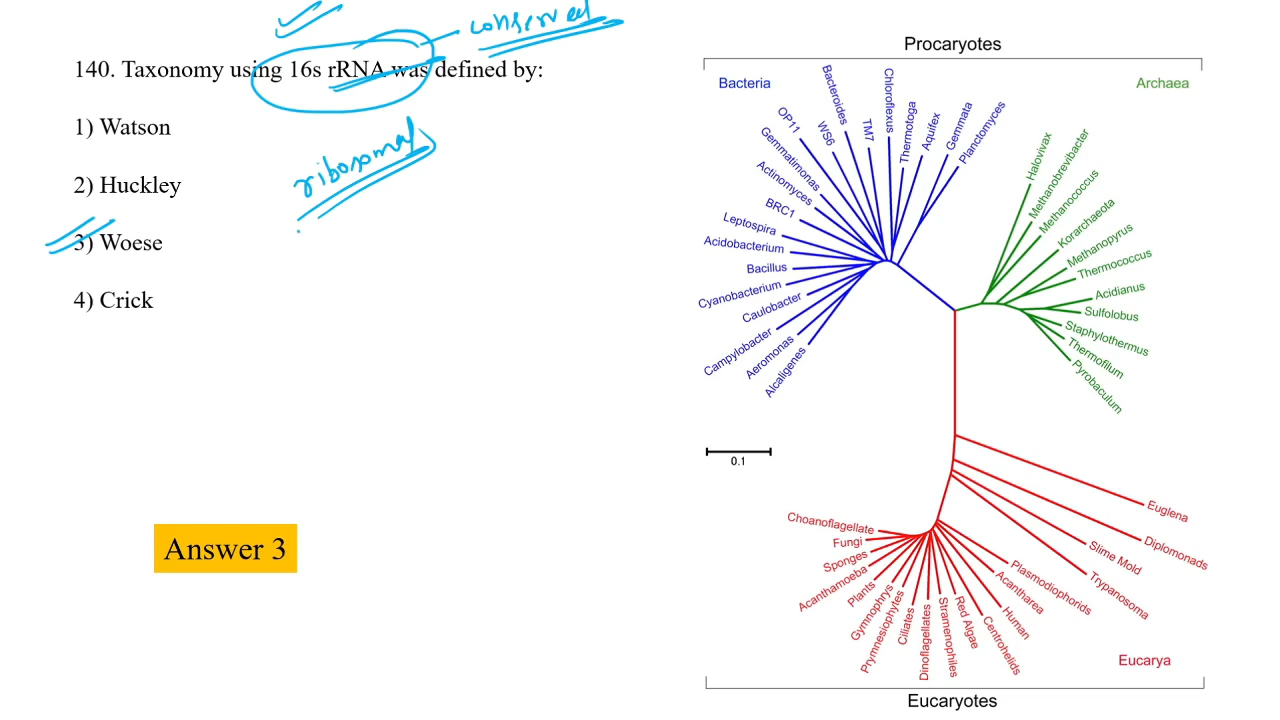 conserved
140. Taxonomy using 16s rRNA was defined by:
1) Watson
ribosomal
2) Huckley
3) Woese
4) Crick
Answer 3
Procaryotes
Bacteria
Archaea
OP11
WS6
Bacteroides
TM7
Chloroflexus
Thermotoga
Aquifex
Gemmata
Planctomyces
Gemmatimonas
Actinomyces
BRC1
Leptospira
Acidobacterium
Bacillus
Cyanobacterium
Caulobacter
Campylobacter
Aeromonas
Alcaligenes
Halovivax
Methanobrevibacter
Methanococcus
Korarchaeota
Methanopyrus
Thermococcus
Acidianus
Sulfolobus
Staphylothermus
Thermofilum
Pyrobaculum
0.1
Euglena
Diplomonads
Slime Mold
Trypanosoma
Choanoflagellate
Fungi
Sponges
Acanthamoeba
Plants
Gymnophrys
Prymnesiophytes
Ciliates
Dinoflagellates
Stramenophiles
Red Algae
Centrohelids
Human
Acantharea
Plasmodiophorids
Eucarya
Eucaryotes